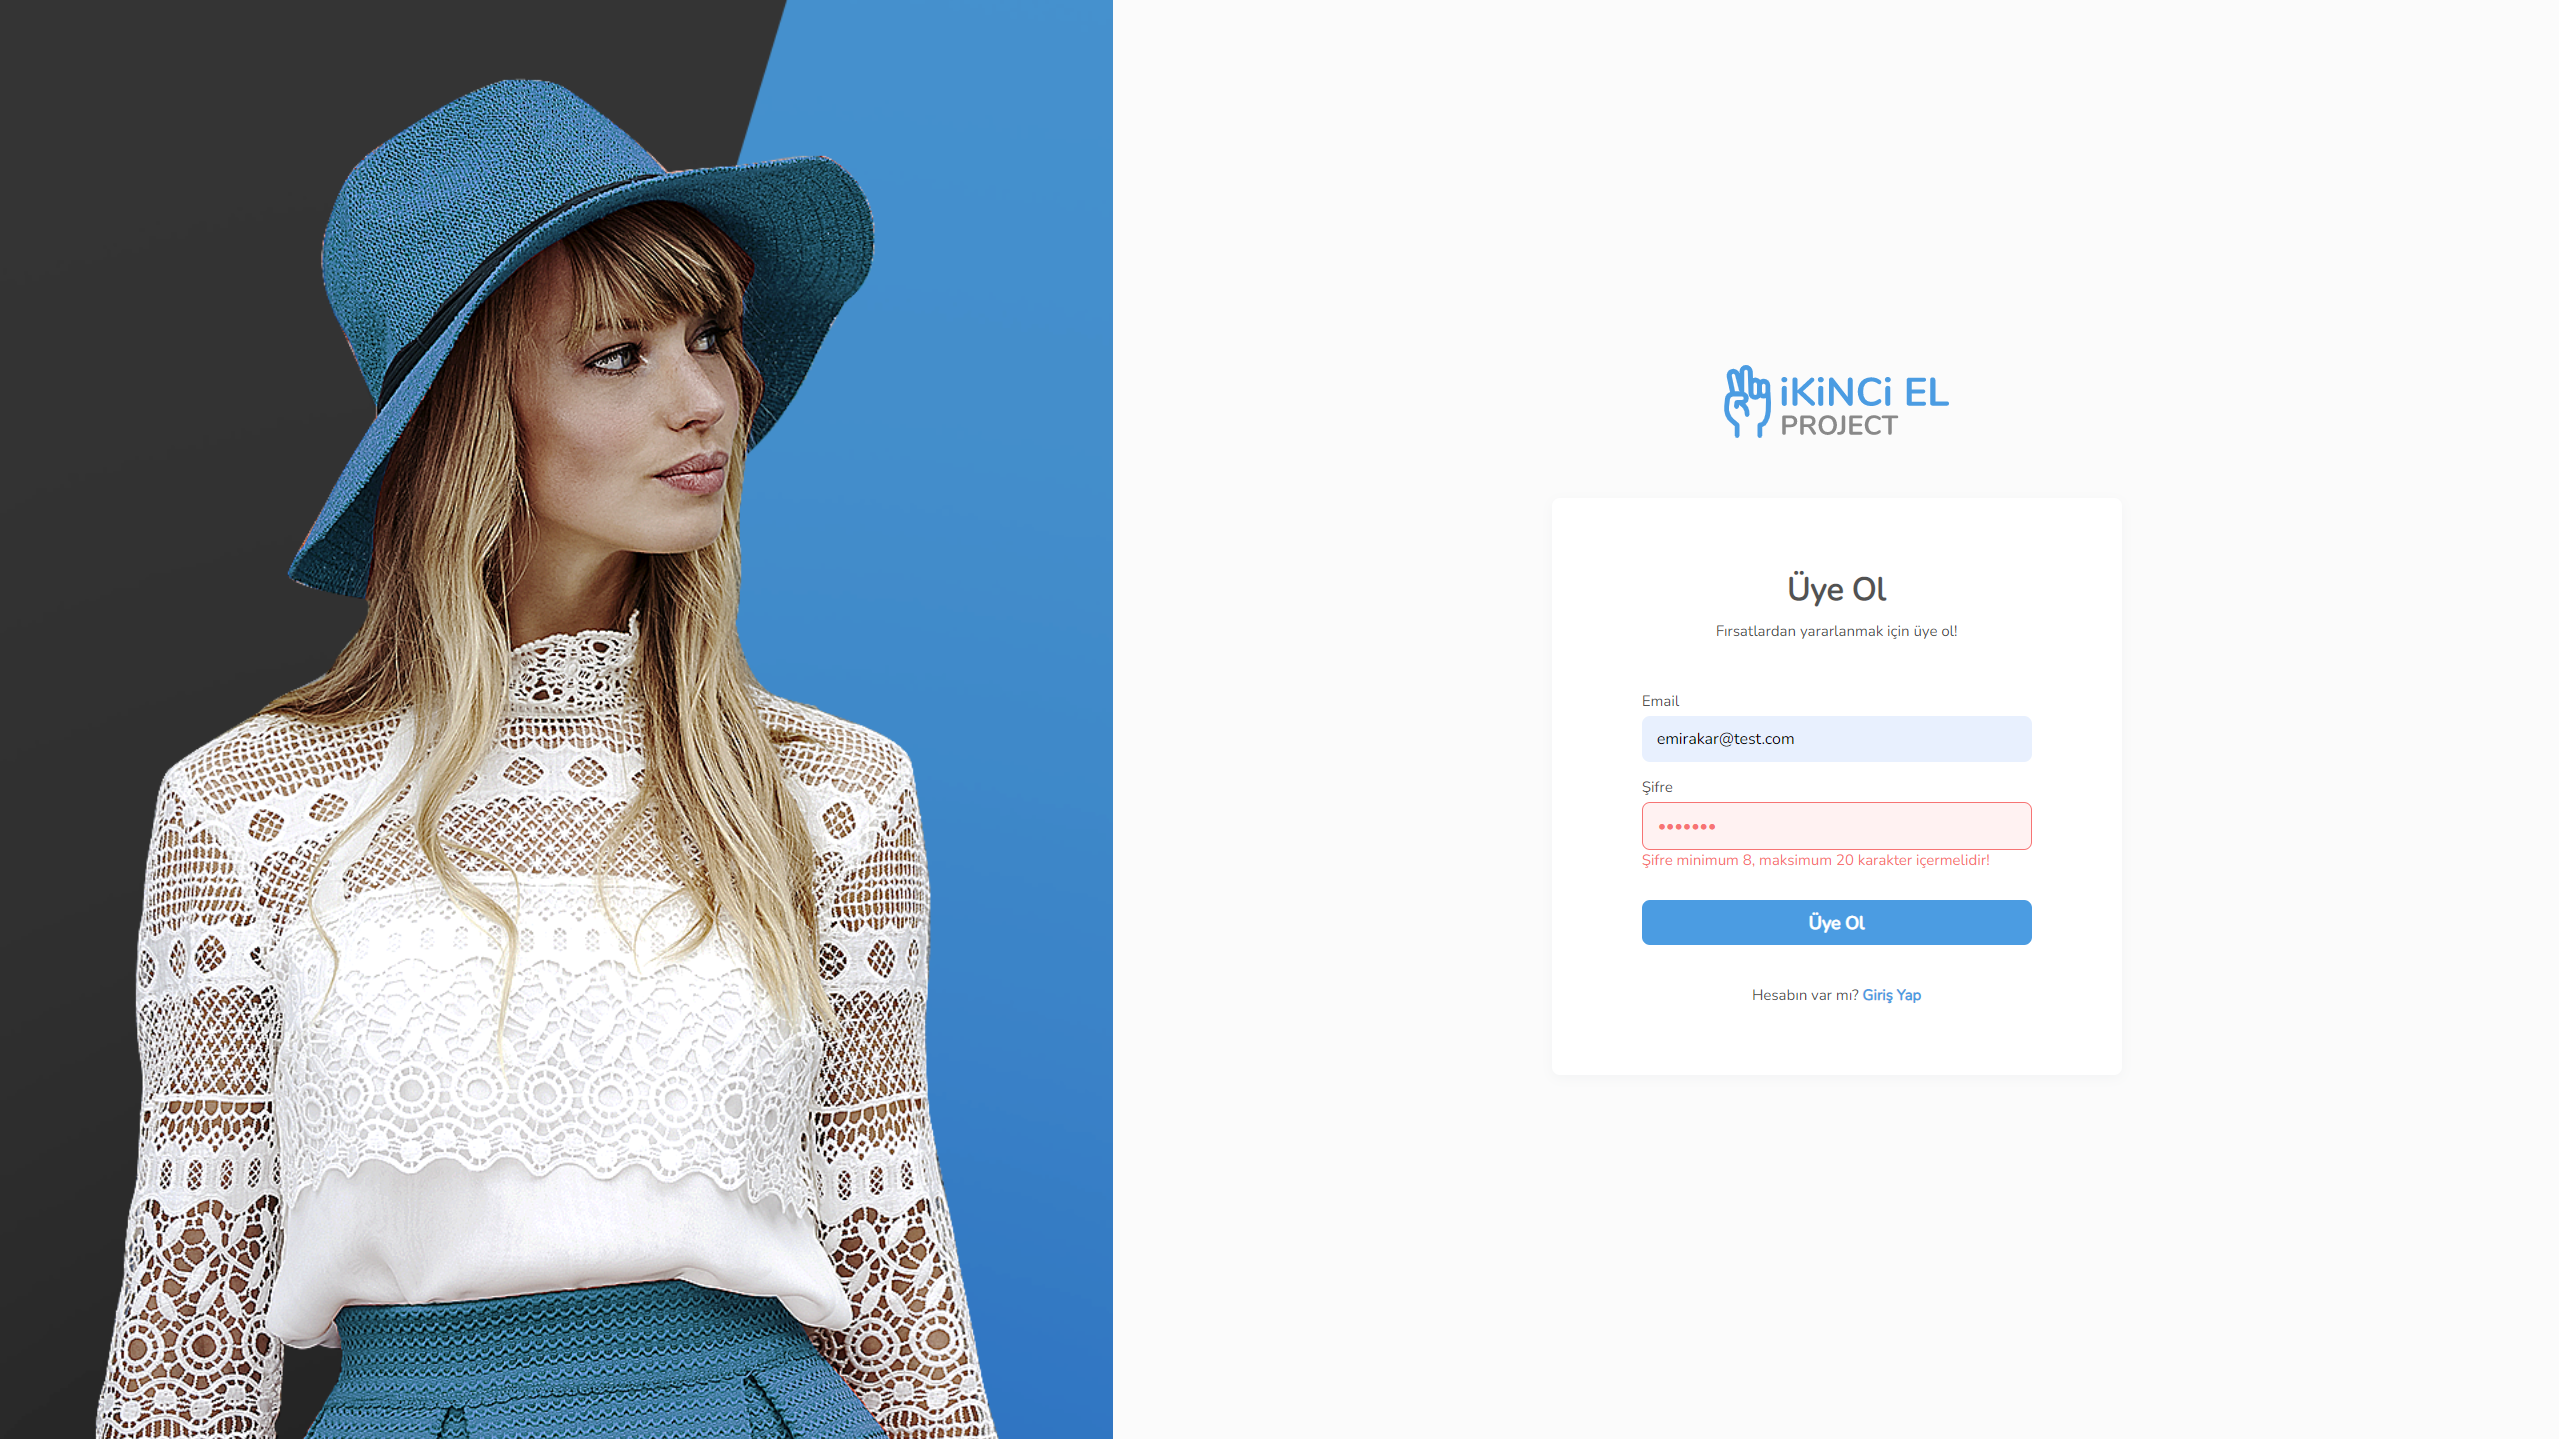 iKiNCi EL
PROJECT
Üye Ol
Fırsatlardan yararlanmak için üye ol!
Email
emirakar@test.com
Şifre
•••••••
Şifre minimum 8, maksimum 20 karakter içermelidir!
Üye Ol
Hesabın var mı? Giriş Yap